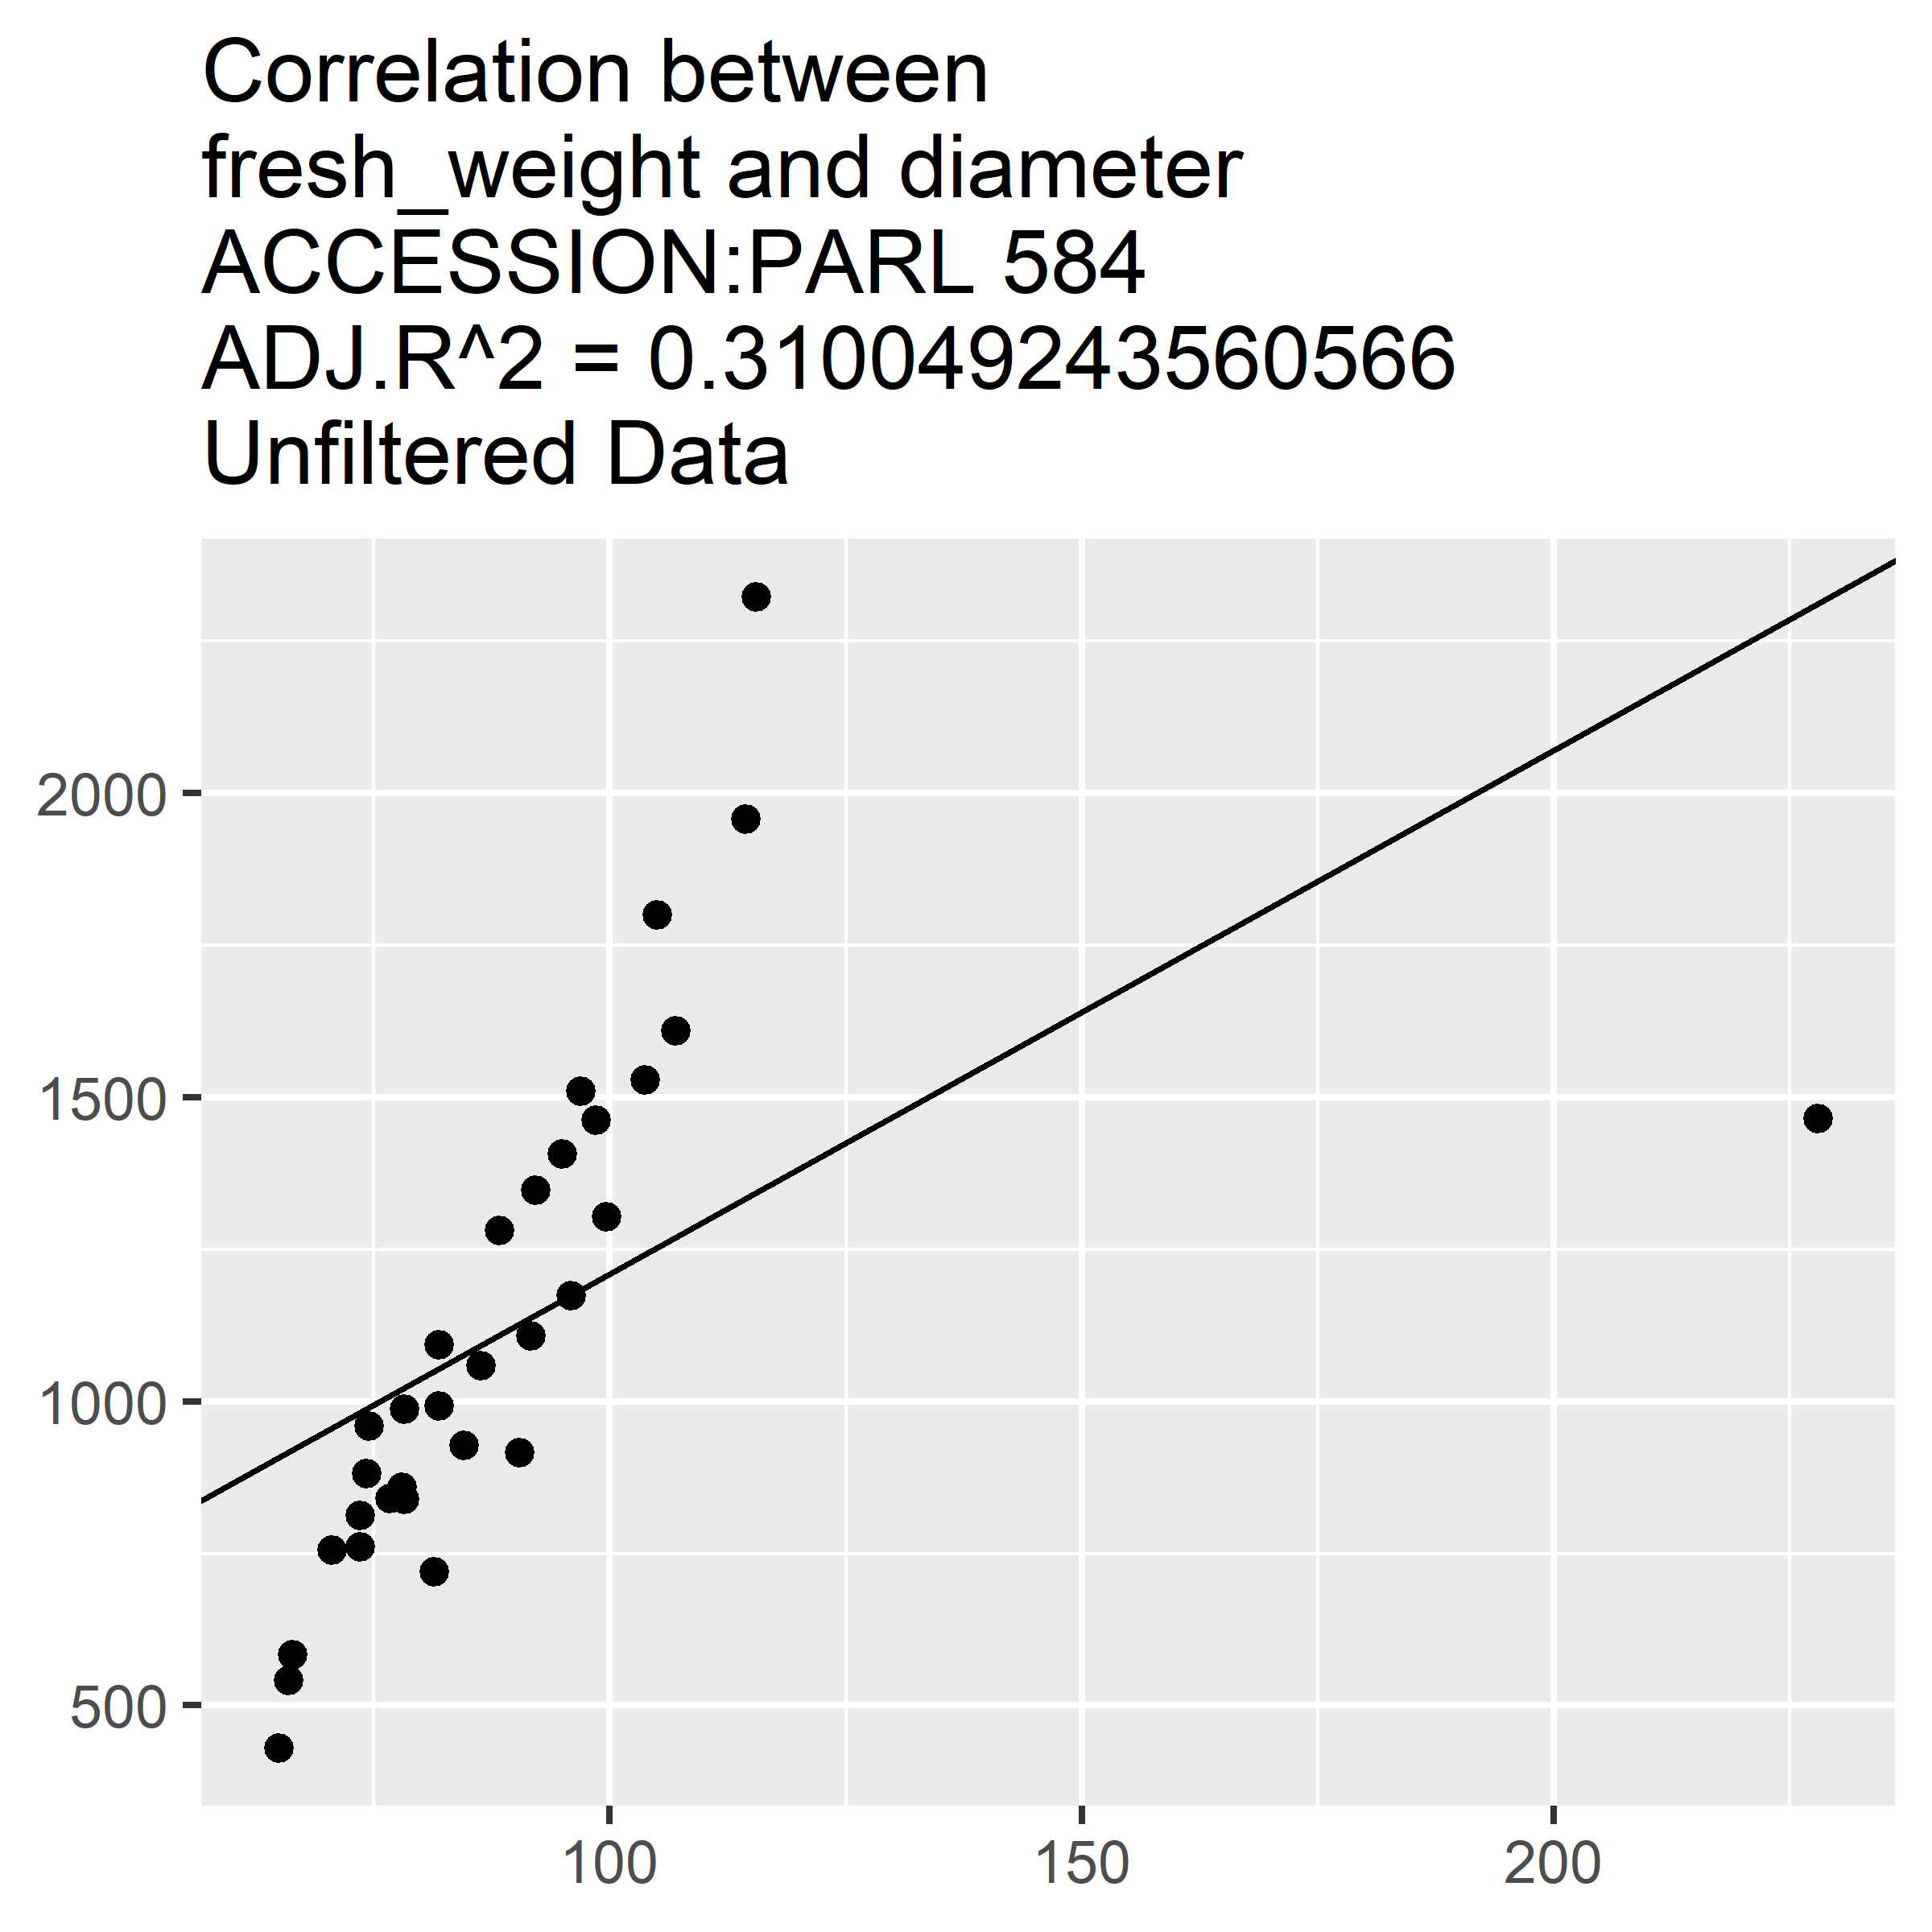 Correlation between
fresh_weight and diameter
ACCESSION:PARL 584
ADJ.R^2 = 0.310049243560566
Unfiltered Data
2000
1500
1000
500
100
150
200